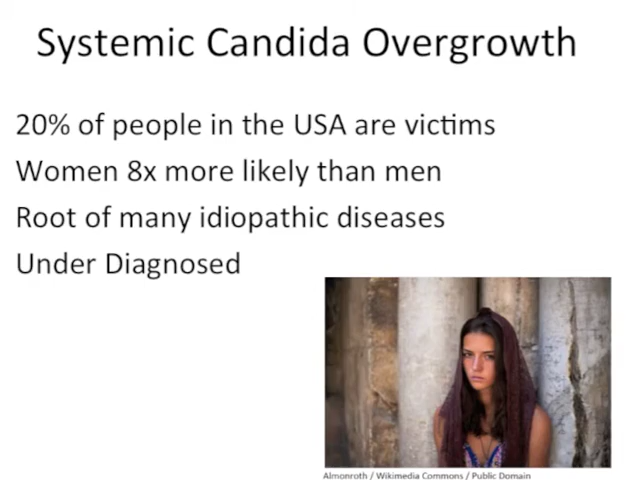 Systemic Candida Overgrowth
20% of people in the USA are victims
Women 8x more likely than men
Root of many idiopathic diseases
Under Diagnosed
Almonroth / Wikimedia Commons / Public Domain